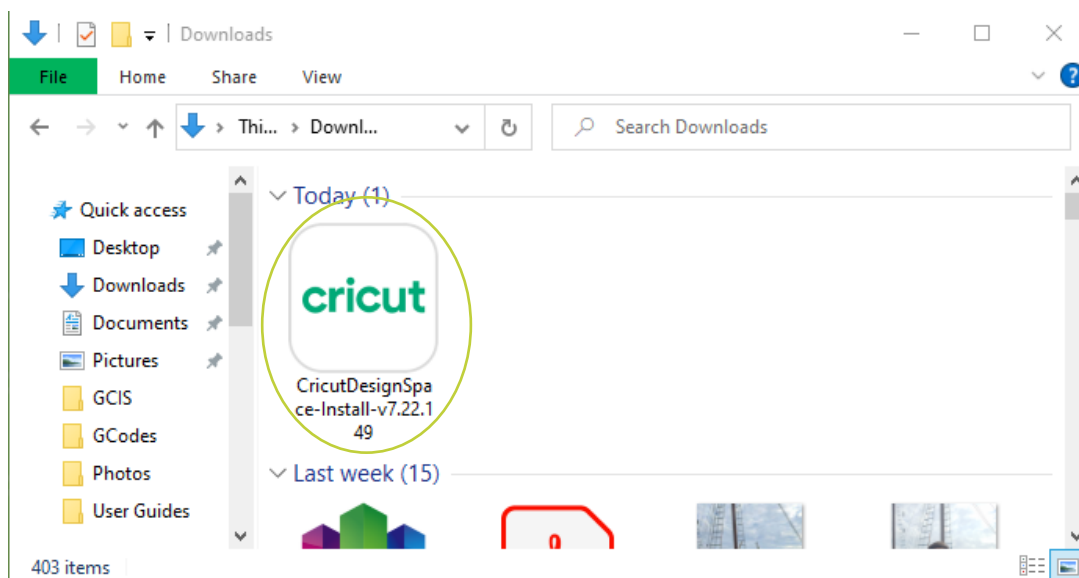 Downloads
File Home Share View
Thi... Downl... Search Downloads
Quick access
Desktop
Downloads
Documents
Pictures
GCIS
GCodes
Photos
User Guides
Today (1)
cricut
CricutDesignSpa
ce-Install-v7.22.1
49
Last week (15)
403 items